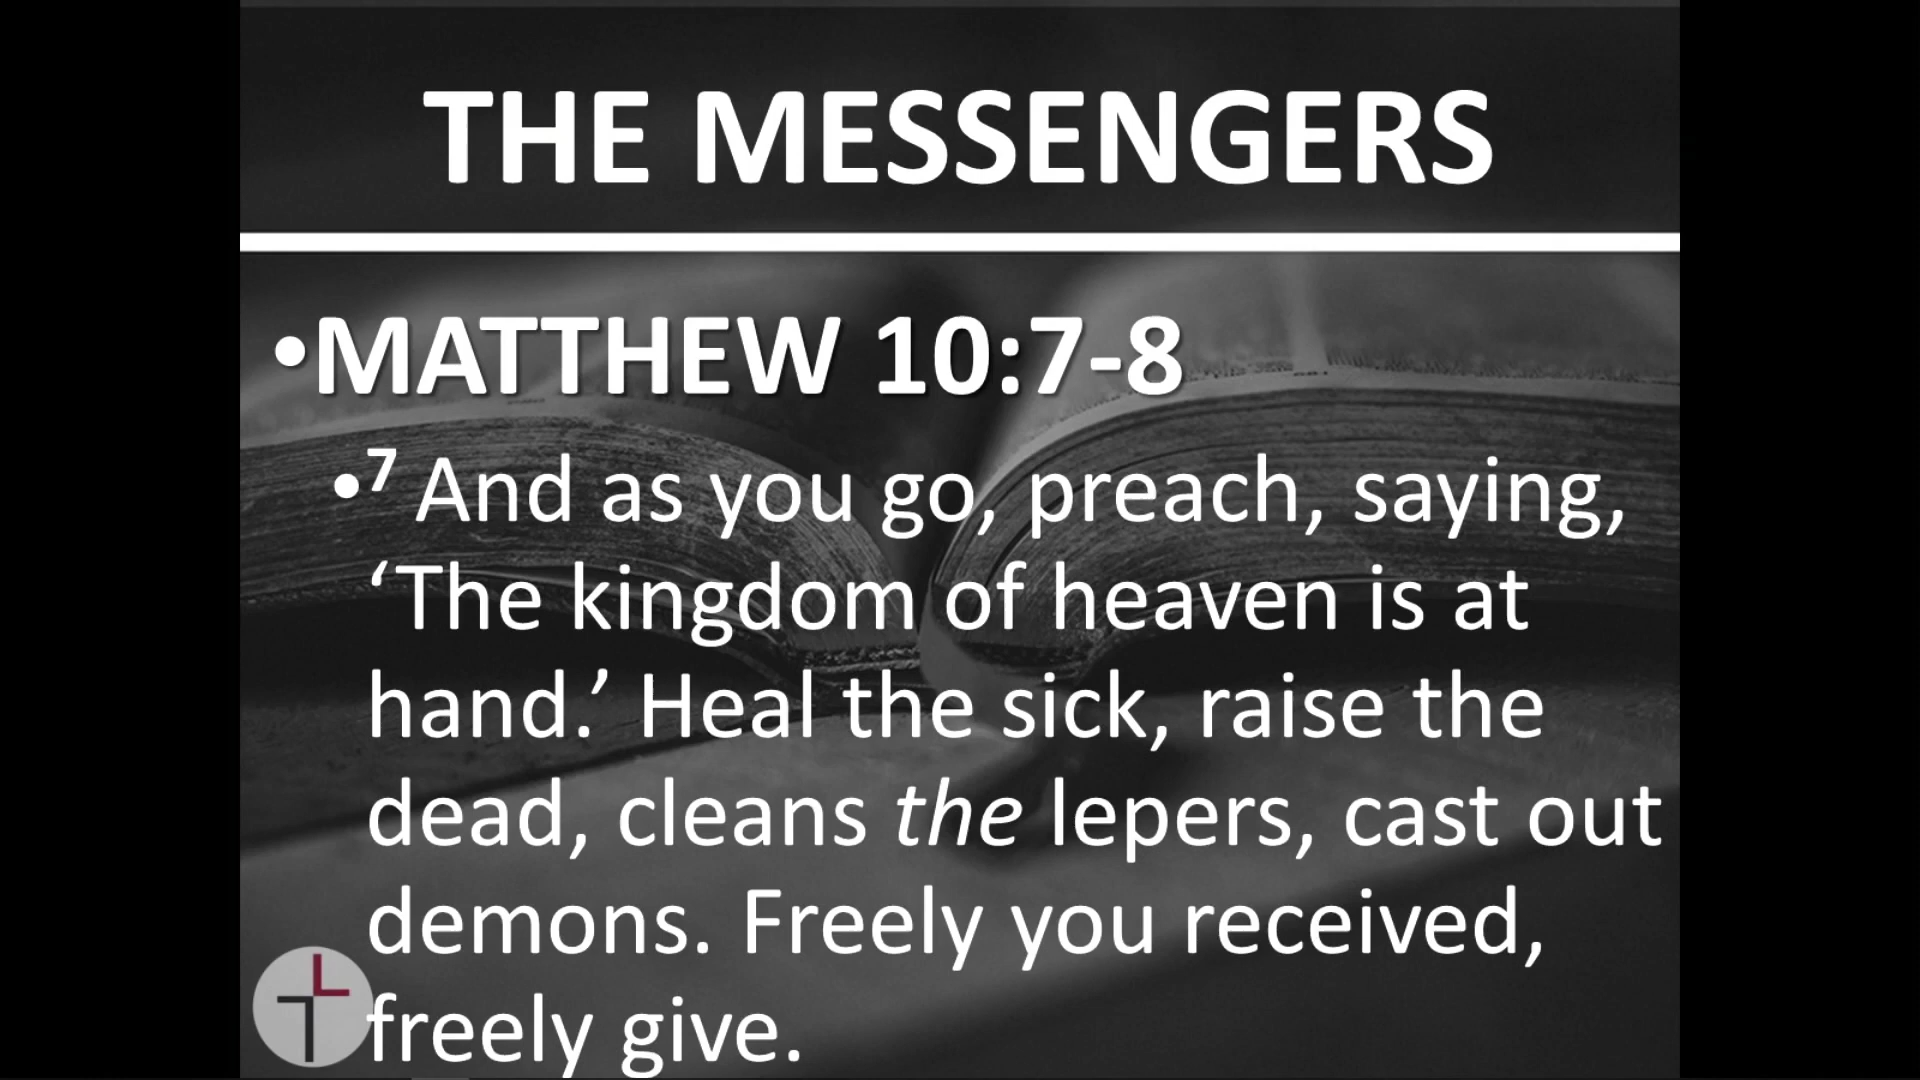 THE MESSENGERS
•MATTHEW 10:7-8
•⁷ And as you go, preach, saying,
‘The kingdom of heaven is at
hand.’ Heal the sick, raise the
dead, cleans the lepers, cast out
demons. Freely you received,
freely give.